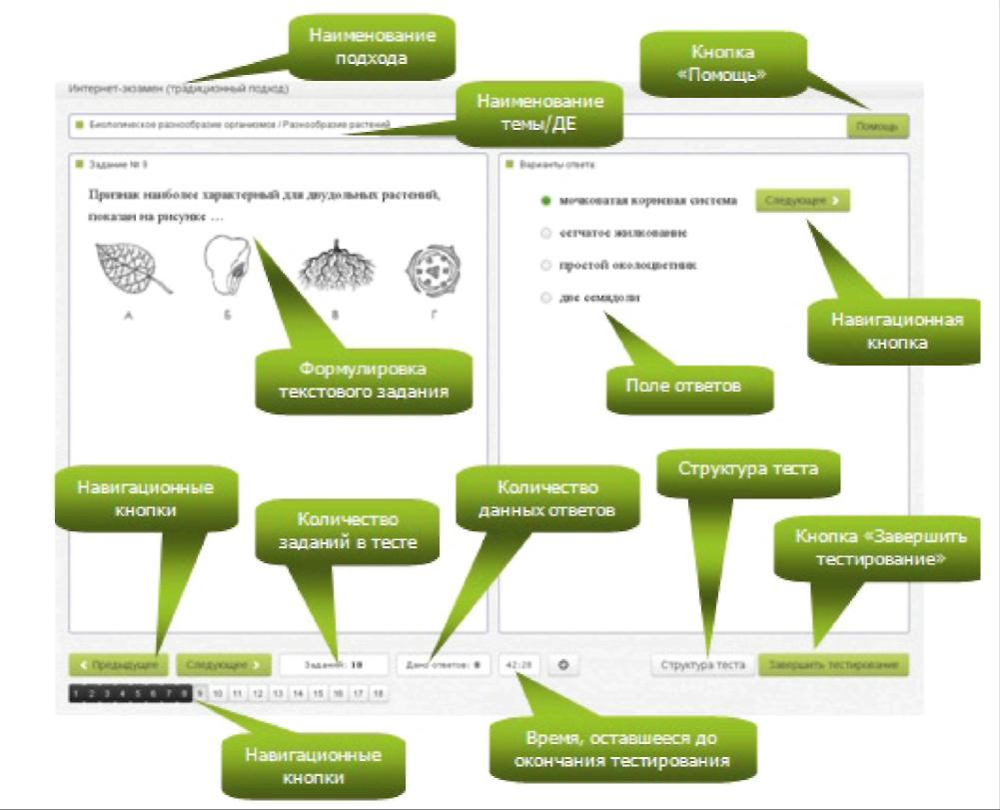 Наименование
подхода
Кнопка
«Помощь»
Интернет-экзамен (традиционный подход)
Наименование
темы/ДЕ
Биологическое разнообразие организмов / Разнообразие растений
Помощь
Задание № 9
Варианты ответа:
Признак наиболее характерный для двудольных растений,
показан на рисунке …
мочковатая корневая система
Следующее
сетчатое жилкование
простой околоцветник
две семядоли
А Б В Г
Навигационная
кнопка
Формулировка
текстового задания
Поле ответов
Навигационные
кнопки
Количество
заданий в тесте
Количество
данных ответов
Структура теста
Кнопка «Завершить
тестирование»
Предыдущее
Следующее
Заданий: 18
Дано ответов: 8
42:28
Структура теста
Завершить тестирование
1 2 3 4 5 6 7 8 9 10 11 12 13 14 15 16 17 18
Навигационные
кнопки
Время, оставшееся до
окончания тестирования